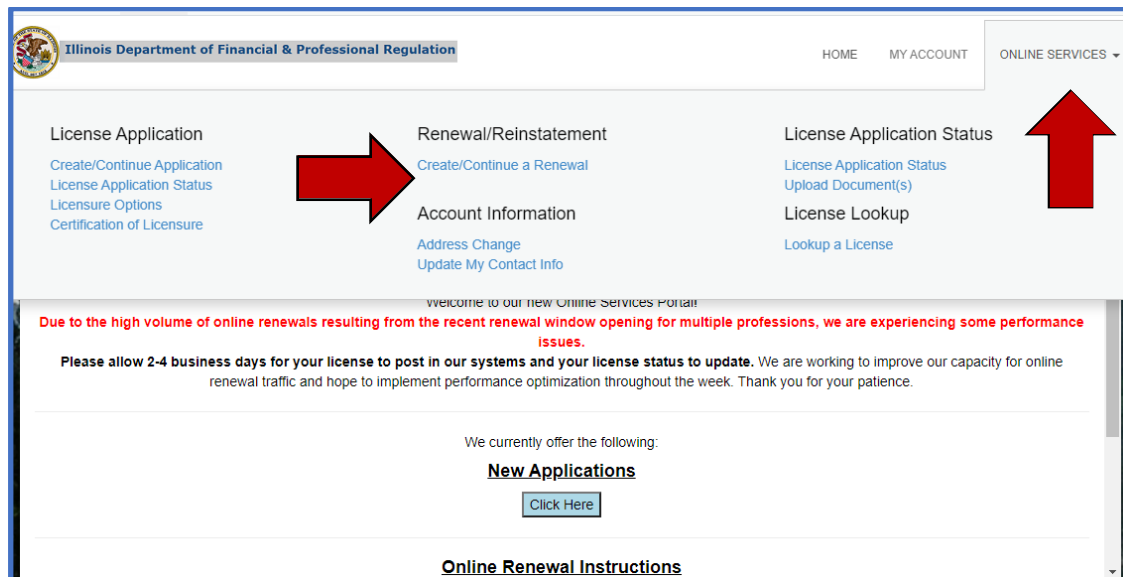 Illinois Department of Financial & Professional Regulation
HOME
MY ACCOUNT
ONLINE SERVICES
License Application
Create/Continue Application
License Application Status
Licensure Options
Certification of Licensure
Renewal/Reinstatement
Create/Continue a Renewal
Account Information
Address Change
Update My Contact Info
License Application Status
License Application Status
Upload Document(s)
License Lookup
Lookup a License
Welcome to our new Online Services Portal!
Due to the high volume of online renewals resulting from the recent renewal window opening for multiple professions, we are experiencing some performance
issues.
Please allow 2-4 business days for your license to post in our systems and your license status to update. We are working to improve our capacity for online
renewal traffic and hope to implement performance optimization throughout the week. Thank you for your patience.
We currently offer the following:
New Applications
Click Here
Online Renewal Instructions